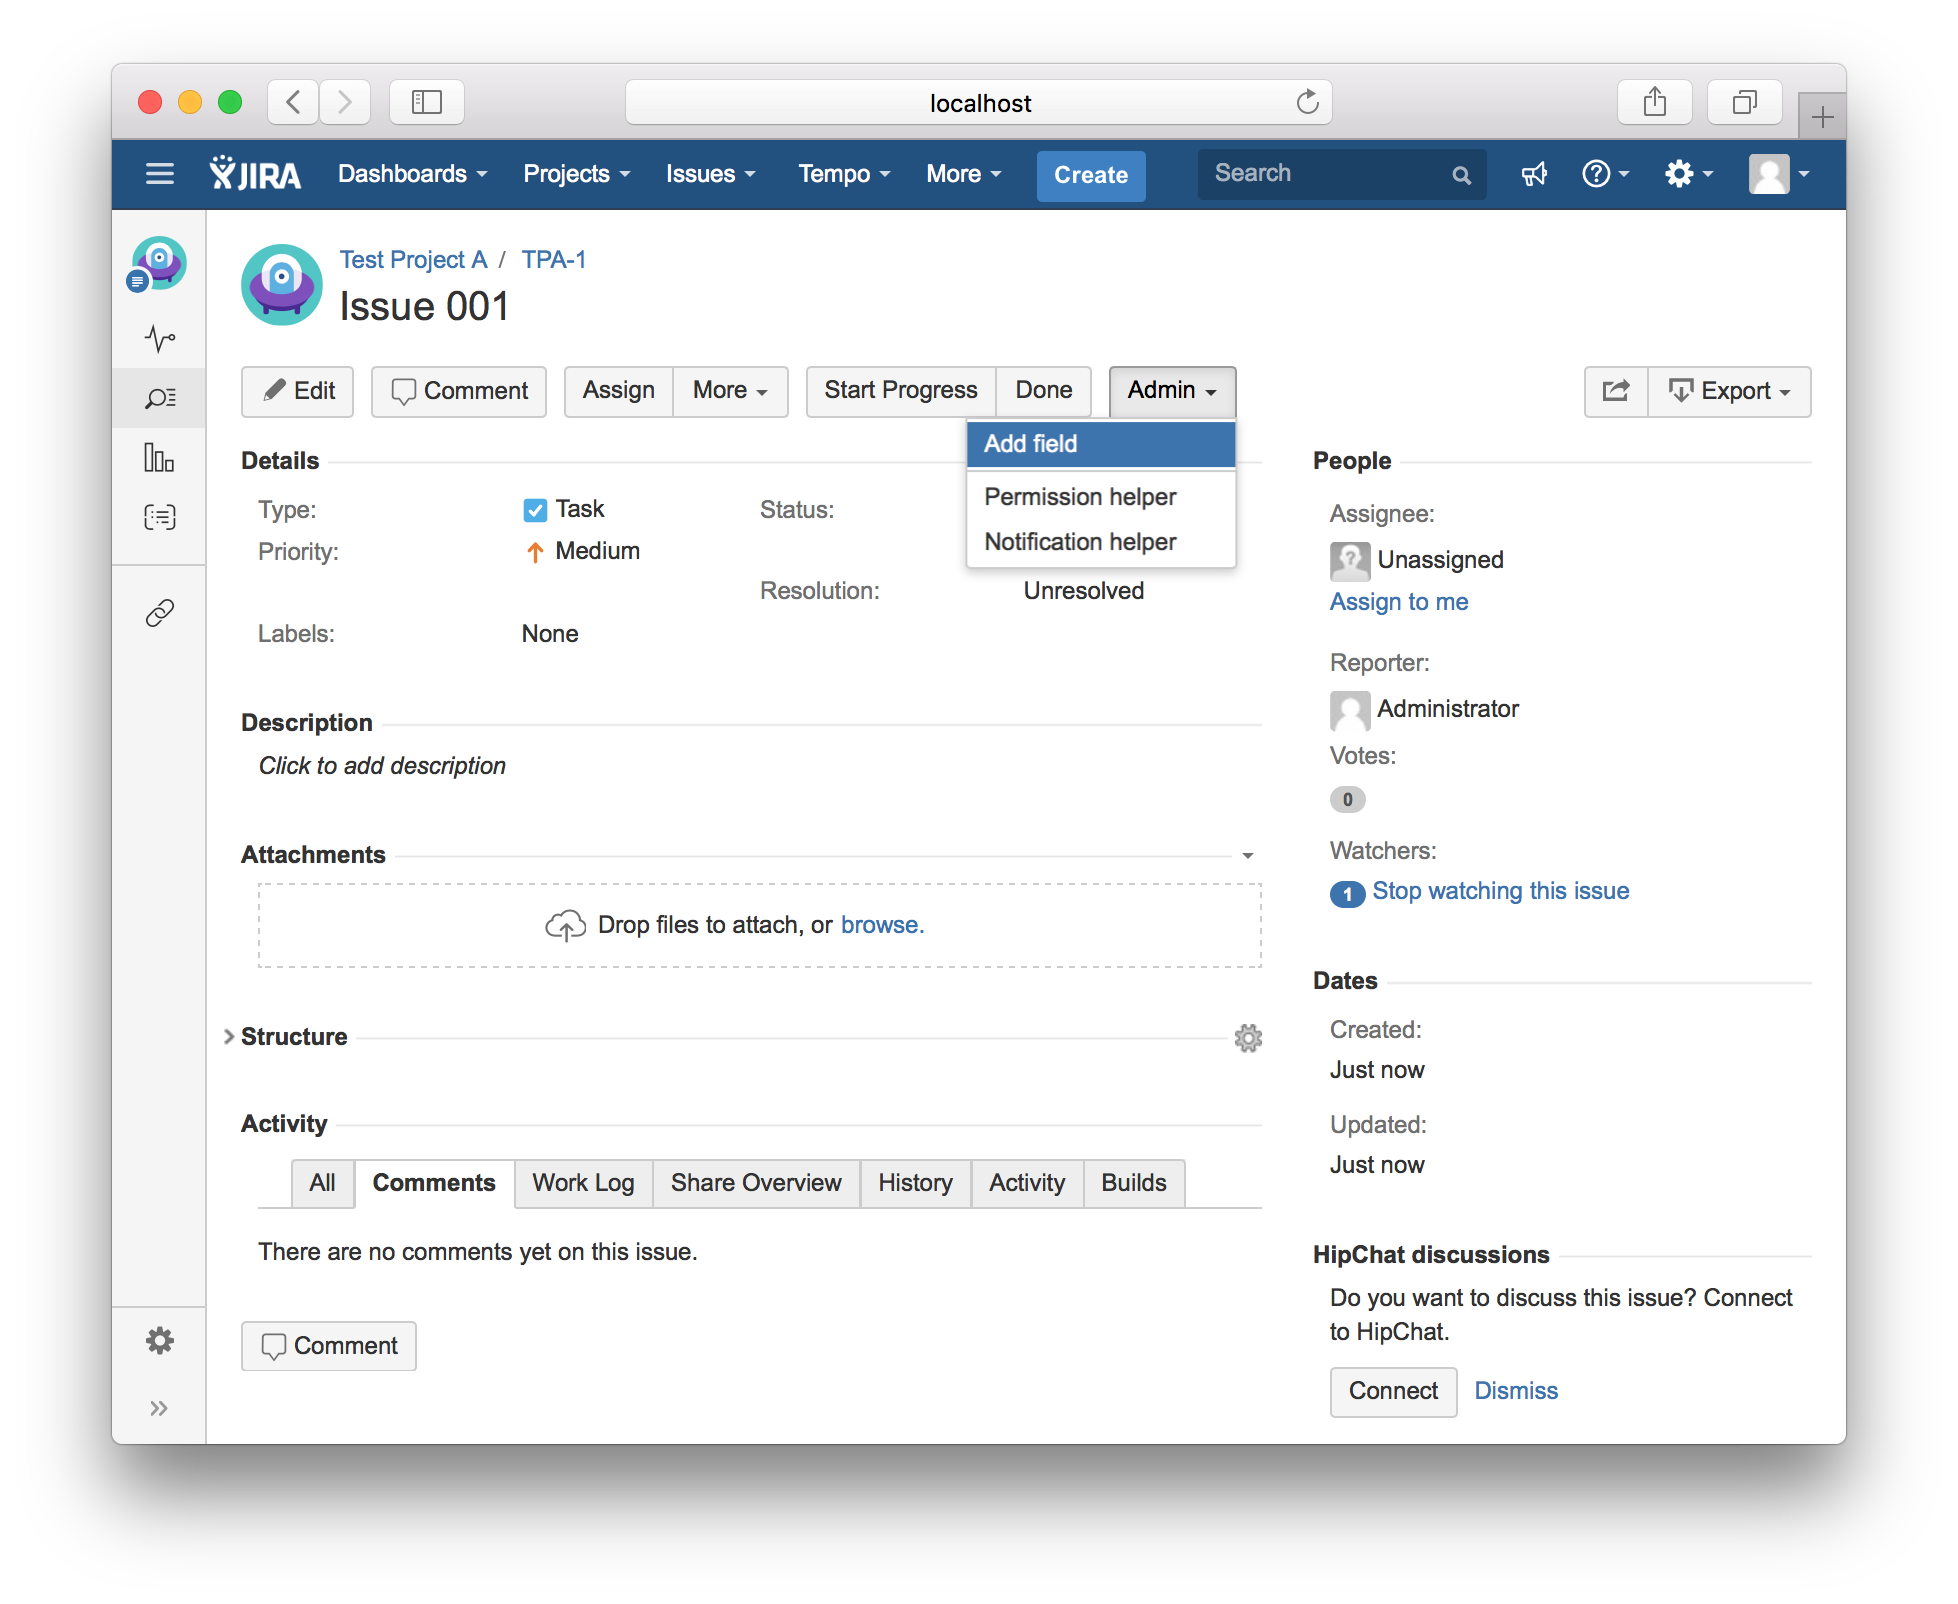 localhost
JIRA Dashboards Projects Issues Tempo More Create Search
Test Project A / TPA-1
Issue 001
Edit Comment Assign More Start Progress Done Admin Export
Add field
Permission helper
Notification helper
Details
Type: Task Status:
Priority: Medium
Resolution: Unresolved
Labels: None
Description
Click to add description
Attachments
Drop files to attach, or browse.
Structure
Activity
All Comments Work Log Share Overview History Activity Builds
There are no comments yet on this issue.
Comment
People
Assignee:
Unassigned
Assign to me
Reporter:
Administrator
Votes:
0
Watchers:
1 Stop watching this issue
Dates
Created:
Just now
Updated:
Just now
HipChat discussions
Do you want to discuss this issue? Connect
to HipChat.
Connect Dismiss